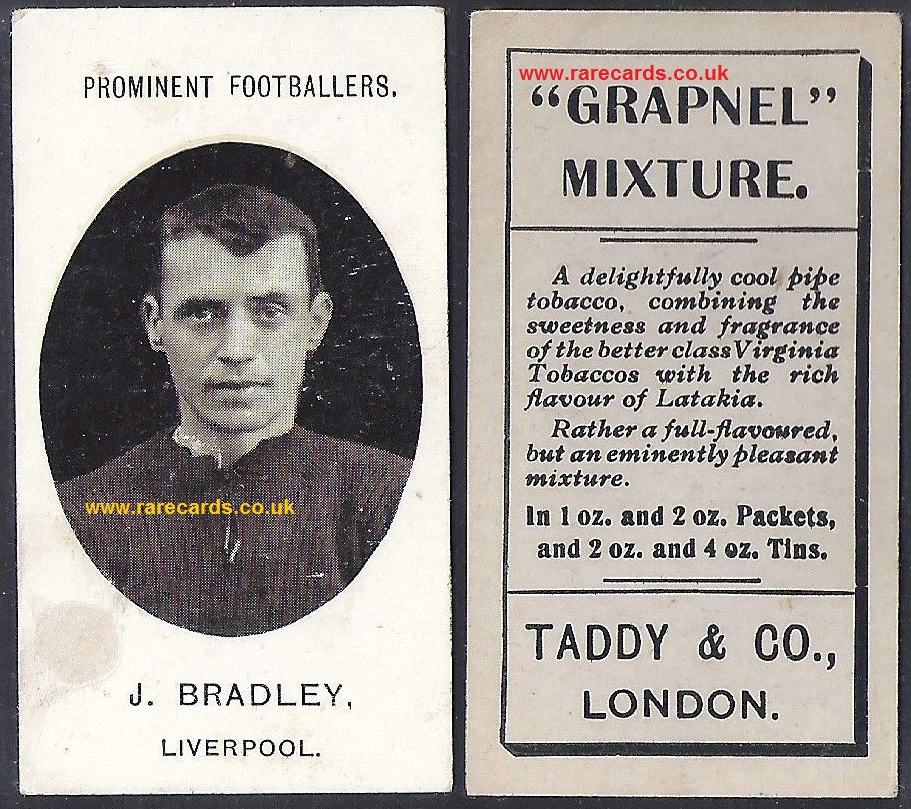 PROMINENT FOOTBALLERS.
www.rarecards.co.uk
J. BRADLEY,
LIVERPOOL.
www.rarecards.co.uk
"GRAPNEL"
MIXTURE.
A delightfully cool pipe
tobacco, combining the
sweetness and fragrance
of the better class Virginia
Tobaccos with the rich
flavour of Latakia.
Rather a full-flavoured,
but an eminently pleasant
mixture.
In 1 oz. and 2 oz. Packets,
and 2 oz. and 4 oz. Tins.
TADDY & CO.,
LONDON.